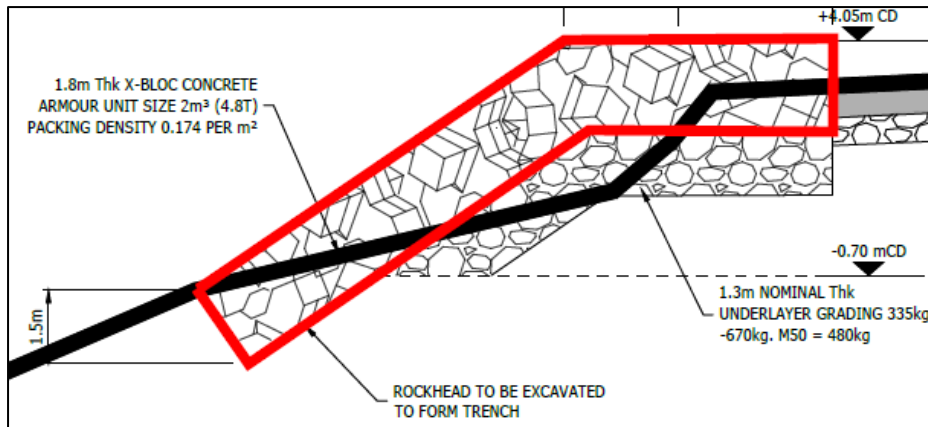 +4.05m CD
1.8m Thk X-BLOC CONCRETE
ARMOUR UNIT SIZE 2m³ (4.8T)
PACKING DENSITY 0.174 PER m²
-0.70 mCD
1.3m NOMINAL Thk
UNDERLAYER GRADING 335kg
-670kg. M50 = 480kg
1.5m
ROCKHEAD TO BE EXCAVATED
TO FORM TRENCH